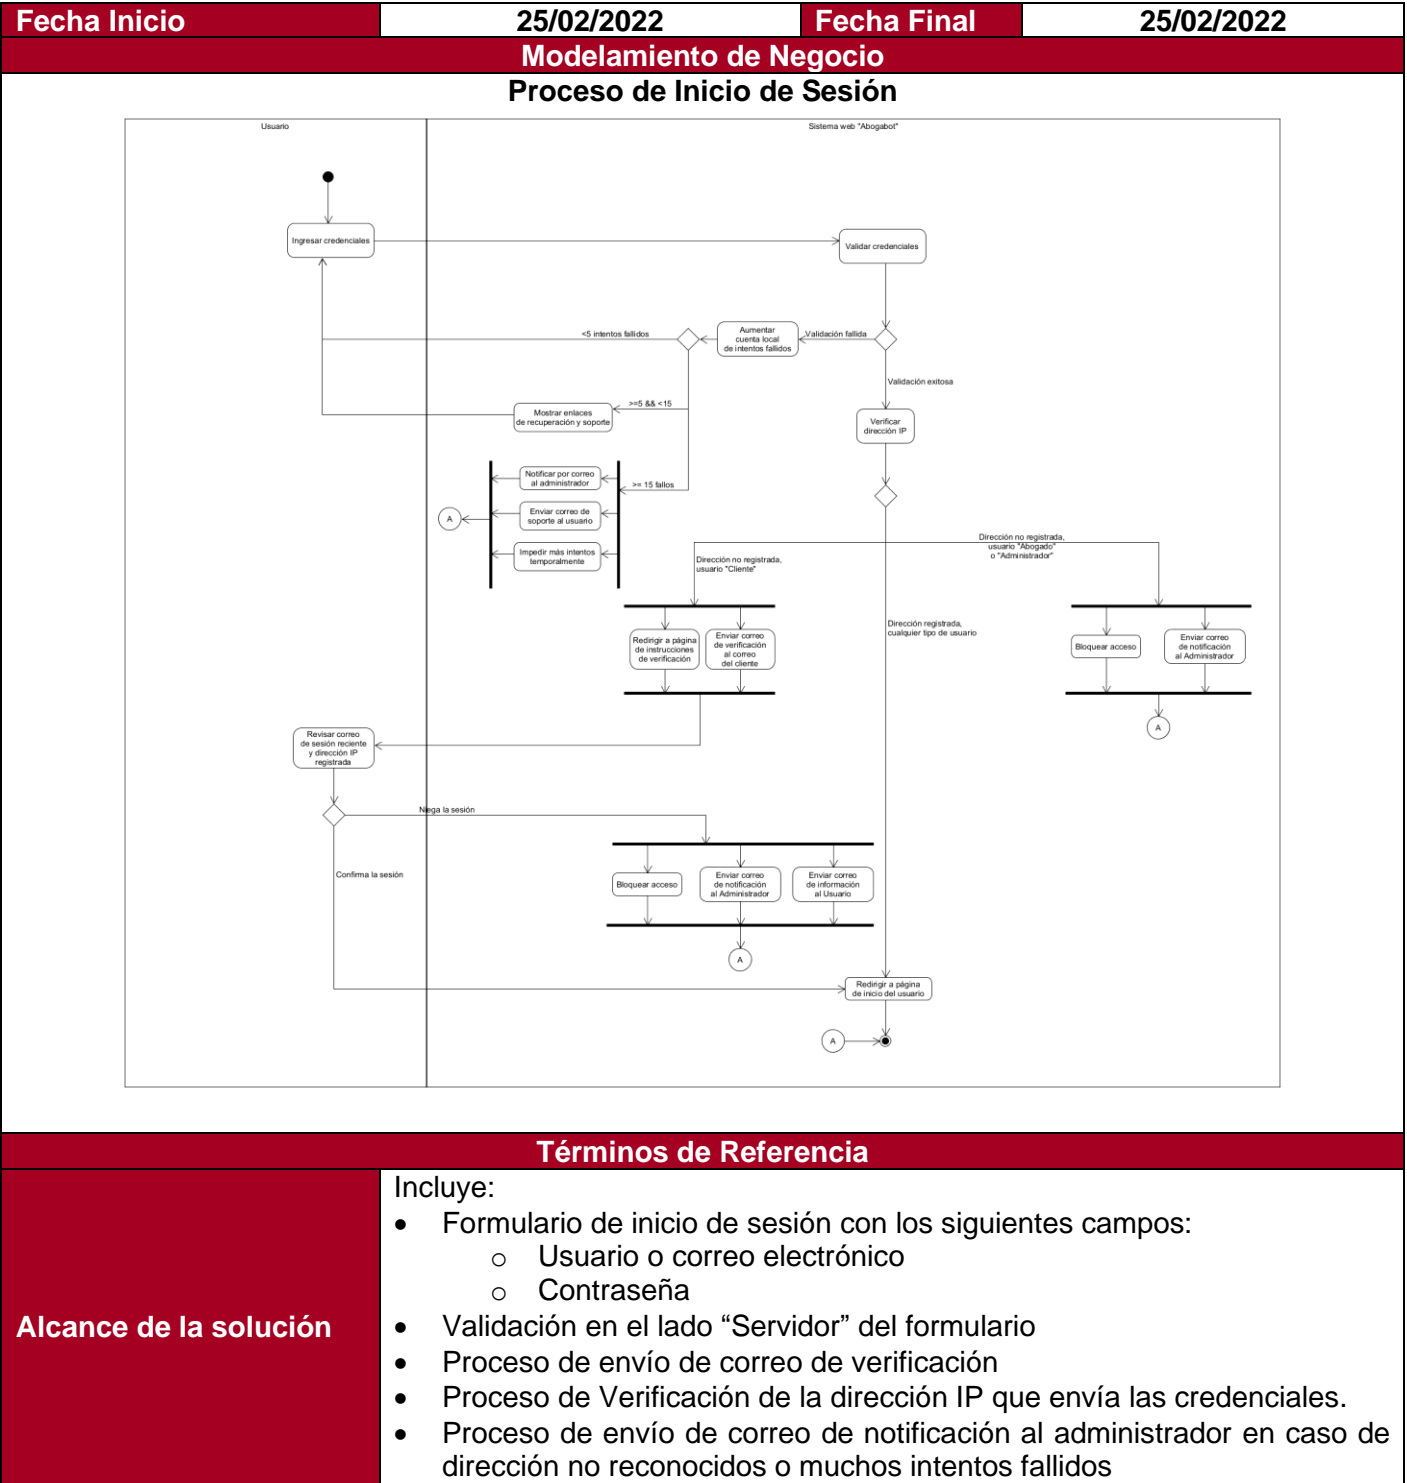 Fecha Inicio
25/02/2022
Fecha Final
25/02/2022
Modelamiento de Negocio
Proceso de Inicio de Sesión
Usuario
Sistema web "Abogabot"
Ingresar credenciales
Validar credenciales
<5 intentos fallidos
Aumentar
cuenta local
de intentos fallidos
Validación fallida
Validación exitosa
Mostrar enlaces
de recuperación y soporte
>=5 && <15
Verificar
dirección IP
Notificar por correo
al administrador
>= 15 fallos
Enviar correo de
soporte al usuario
A
Impedir más intentos
temporalmente
Dirección no registrada,
usuario "Cliente"
Dirección no registrada,
usuario "Abogado"
o "Administrador"
Redirigir a página
de instrucciones
de verificación
Enviar correo
de verificación
al correo
del cliente
Dirección registrada,
cualquier tipo de usuario
Bloquear acceso
Enviar correo
de notificación
al Administrador
A
Revisar correo
de sesión reciente
y dirección IP
registrada
Niega la sesión
Confirma la sesión
Bloquear acceso
Enviar correo
de notificación
al Administrador
Enviar correo
de información
al Usuario
A
Redirigir a página
de inicio del usuario
A
Términos de Referencia
Alcance de la solución
Incluye:
• Formulario de inicio de sesión con los siguientes campos:
o Usuario o correo electrónico
o Contraseña
• Validación en el lado “Servidor” del formulario
• Proceso de envío de correo de verificación
• Proceso de Verificación de la dirección IP que envía las credenciales.
• Proceso de envío de correo de notificación al administrador en caso de
dirección no reconocidos o muchos intentos fallidos